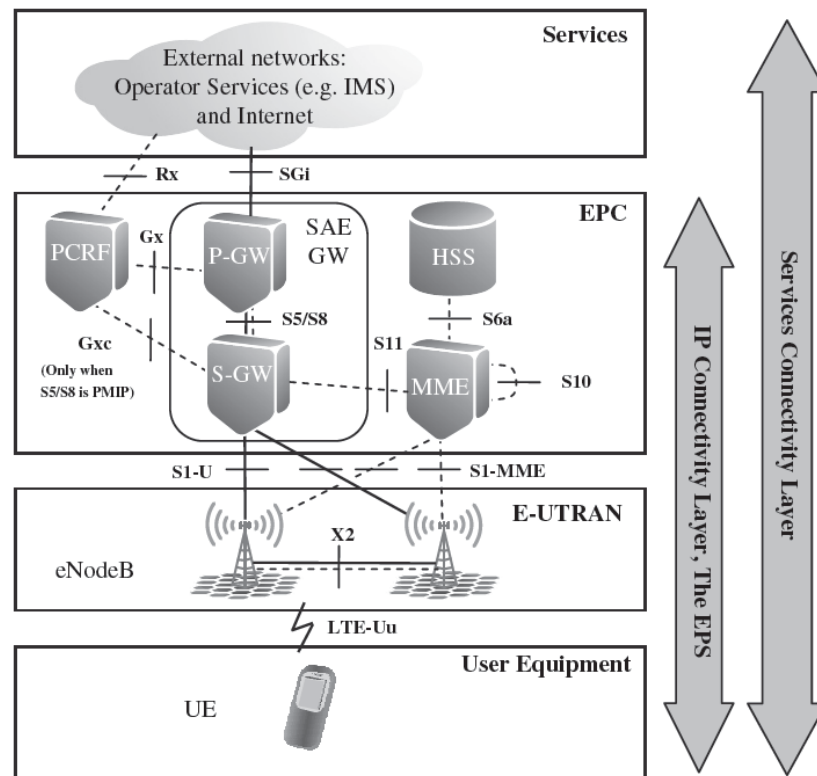 Services
External networks:
Operator Services (e.g. IMS)
and Internet
Rx
SGi
EPC
SAE
GW
PCRF
Gx
P-GW
HSS
S5/S8
S6a
Gxc
(Only when
S5/S8 is PMIP)
S-GW
S11
MME
S10
S1-U
S1-MME
E-UTRAN
X2
eNodeB
LTE-Uu
User Equipment
UE
IP Connectivity Layer, The EPS
Services Connectivity Layer